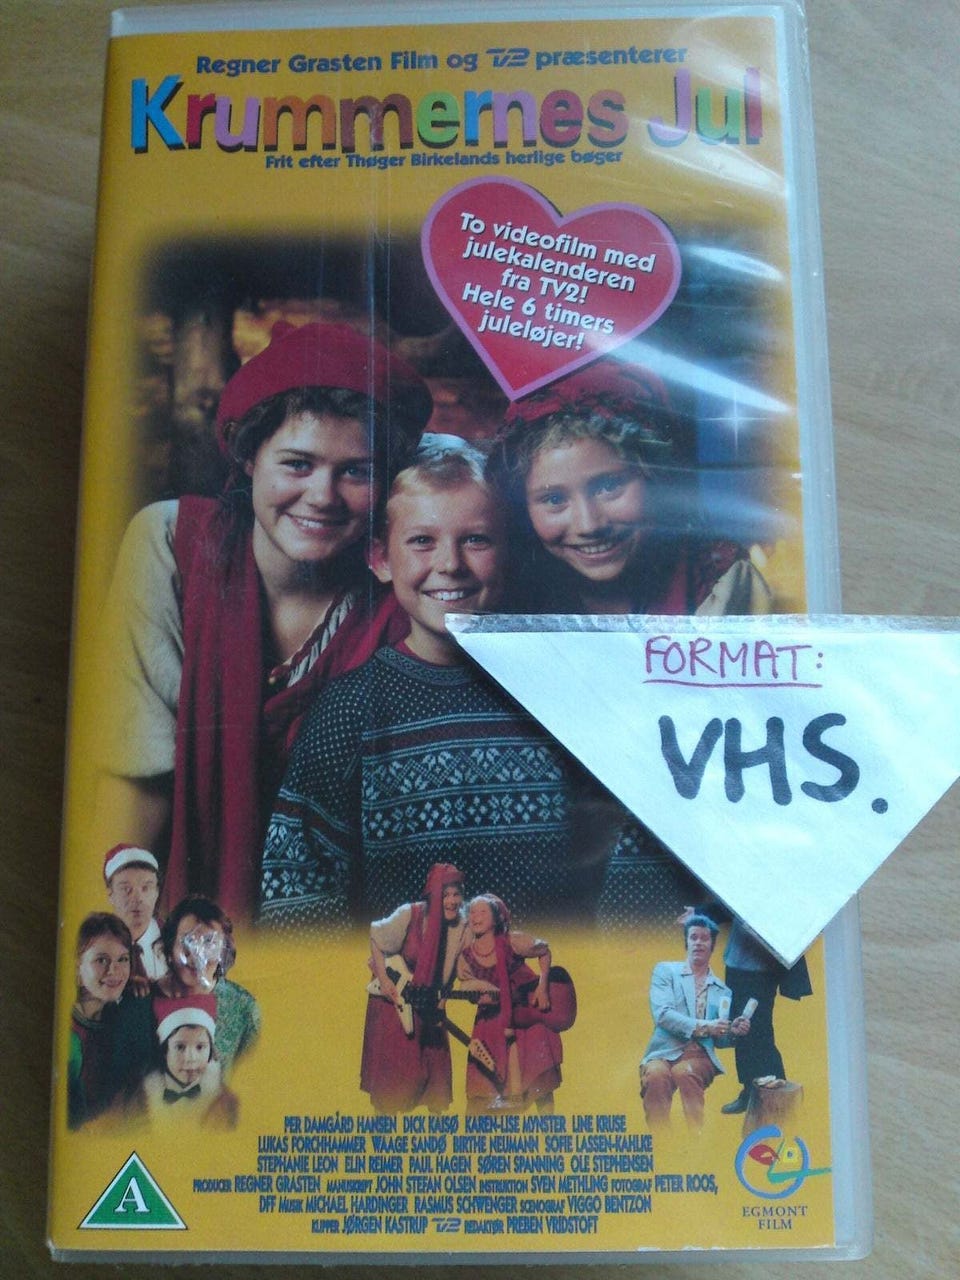 Regner Grasten Film og TV2 præsenterer
Krummernes Jul
Frit efter Thøger Birkelands herlige bøger
To videofilm med
julekalenderen
fra TV2!
Hele 6 timers
juleløjer!
FORMAT:
VHS.
PER DAMGÅRD HANSEN DICK KAISØ KAREN-LISE MYNSTER LINE KRUSE
LUKAS FORCHHAMMER WAAGE SANDØ BIRTHE NEUMANN SOFIE LASSEN-KAHLKE
STEPHANIE LEON ELIN REIMER PAUL HAGEN SØREN SPANNING OLE STEPHENSEN
PRODUCER REGNER GRASTEN MANUSCRIPT JOHN STEFAN OLSEN INSTRUKTION SVEN METHLING FOTOGRAF PETER ROOS,
DFF MUSIK MICHAEL HARDINGER RASMUS SCHWENGER SCENOGRAF VIGGO BENTZON
KLIPPER JØRGEN KASTRUP TV2 REDAKTØR PREBEN VRIDSTOFT
A
EGMONT
FILM